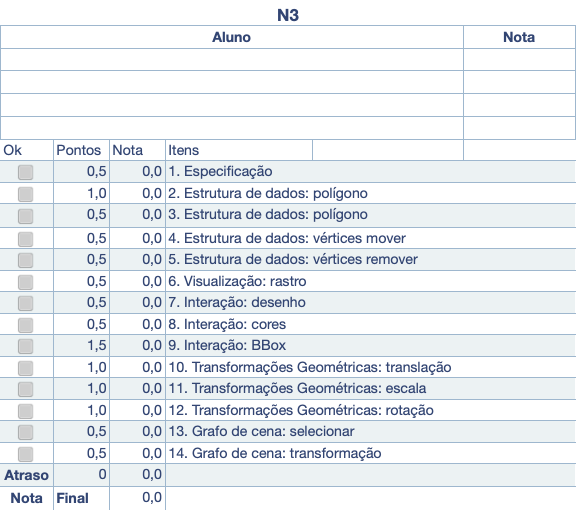 N3
Aluno Nota
Ok Pontos Nota Itens
0,5 0,0 1. Especificação
1,0 0,0 2. Estrutura de dados: polígono
0,5 0,0 3. Estrutura de dados: polígono
0,5 0,0 4. Estrutura de dados: vértices mover
0,5 0,0 5. Estrutura de dados: vértices remover
0,5 0,0 6. Visualização: rastro
0,5 0,0 7. Interação: desenho
0,5 0,0 8. Interação: cores
1,5 0,0 9. Interação: BBox
1,0 0,0 10. Transformações Geométricas: translação
1,0 0,0 11. Transformações Geométricas: escala
1,0 0,0 12. Transformações Geométricas: rotação
0,5 0,0 13. Grafo de cena: selecionar
0,5 0,0 14. Grafo de cena: transformação
Atraso 0 0,0
Nota Final 0,0